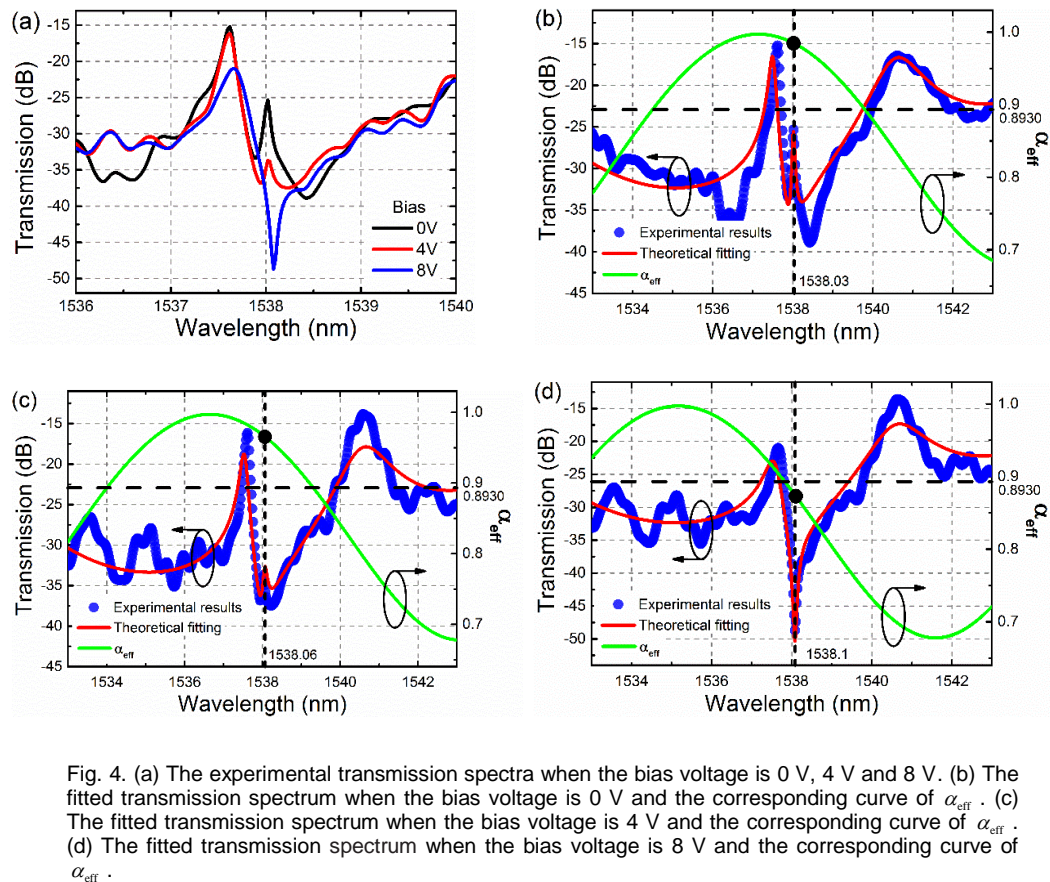 (a)
-15
-20
-25
-30
-35
-40
-45
-50
Transmission (dB)
Bias
0V
4V
8V
1536
1537
1538
1539
1540
Wavelength (nm)
(b)
-10
-15
-20
-25
-30
-35
-40
-45
Transmission (dB)
Experimental results
Theoretical fitting
αeff
1538.03
1.0
0.9
0.8930
0.8
0.7
αeff
1534
1536
1538
1540
1542
Wavelength (nm)
(c)
-15
-20
-25
-30
-35
-40
-45
Transmission (dB)
Experimental results
Theoretical fitting
αeff
1538.06
1.0
0.9
0.8930
0.8
0.7
αeff
1534
1536
1538
1540
1542
Wavelength (nm)
(d)
-15
-20
-25
-30
-35
-40
-45
-50
Transmission (dB)
Experimental results
Theoretical fitting
αeff
1538.1
1.0
0.9
0.8930
0.8
0.7
αeff
1534
1536
1538
1540
1542
Wavelength (nm)
Fig. 4. (a) The experimental transmission spectra when the bias voltage is 0 V, 4 V and 8 V. (b) The
fitted transmission spectrum when the bias voltage is 0 V and the corresponding curve of αeff . (c)
The fitted transmission spectrum when the bias voltage is 4 V and the corresponding curve of αeff .
(d) The fitted transmission spectrum when the bias voltage is 8 V and the corresponding curve of
αeff .